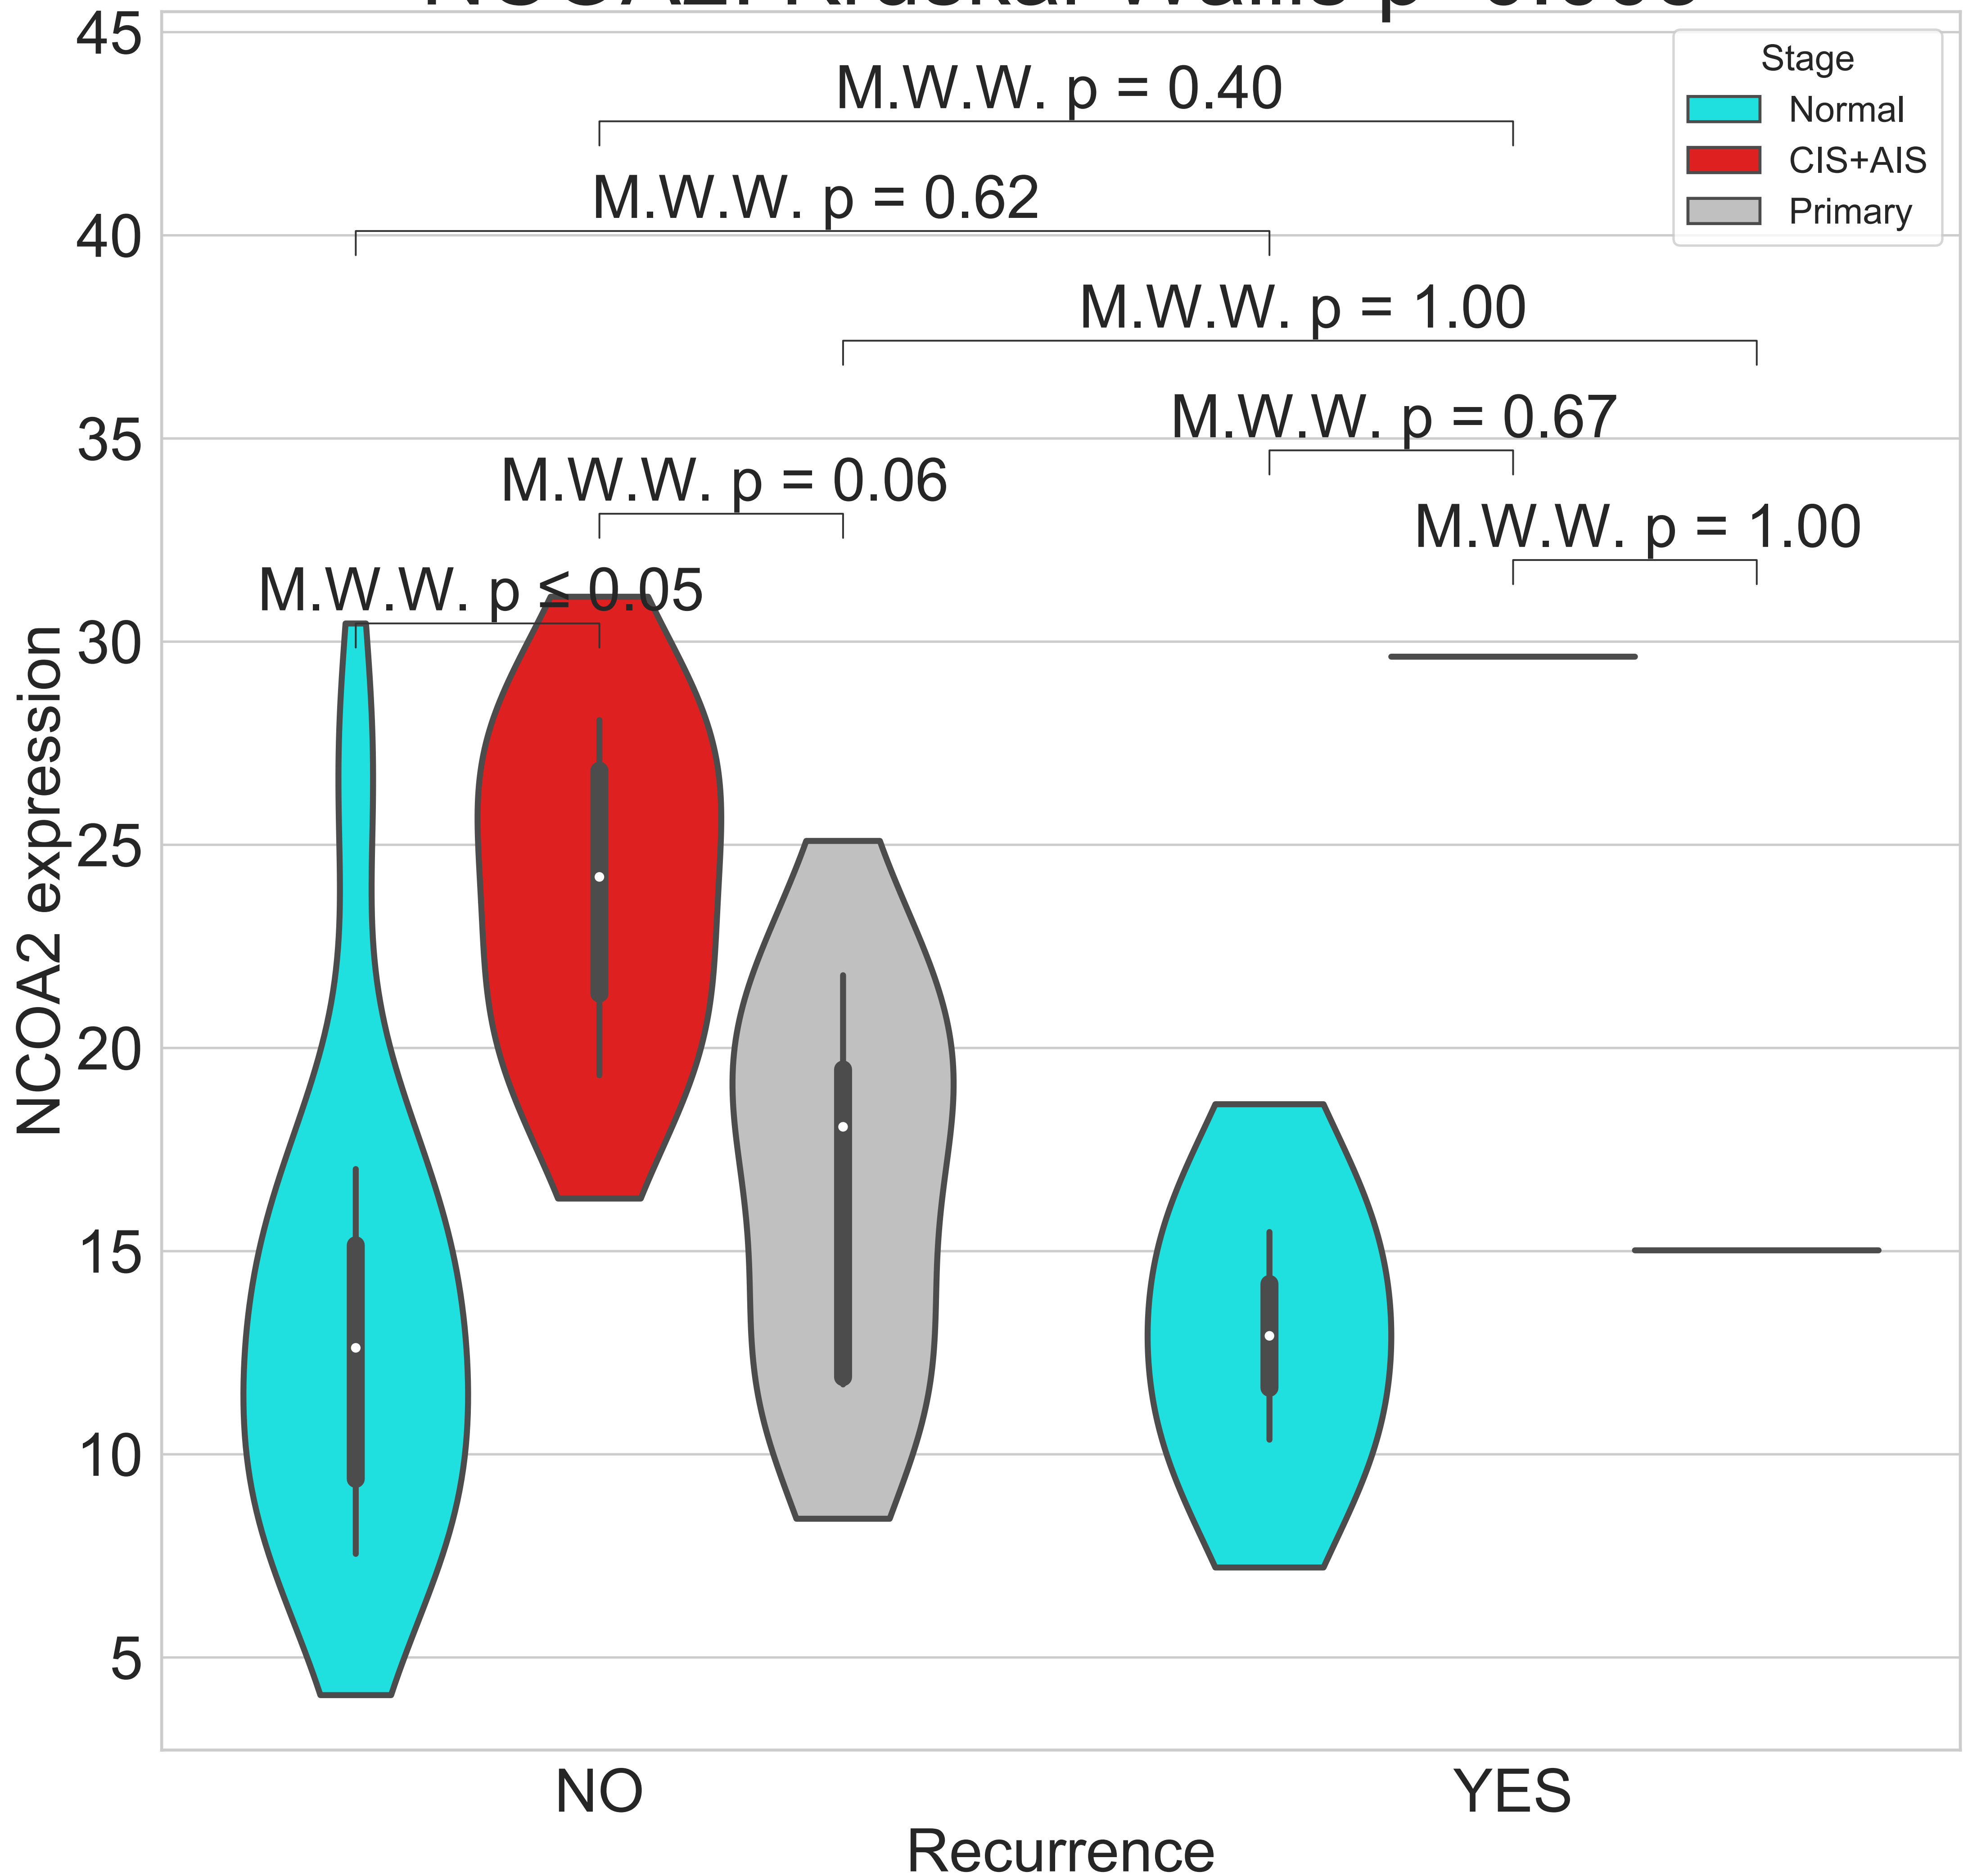 45
40
35
30
25
20
15
10
5
NCOA2 expression
M.W.W. p = 0.40
M.W.W. p = 0.62
M.W.W. p = 1.00
M.W.W. p = 0.67
M.W.W. p = 0.06
M.W.W. p = 1.00
M.W.W. p ≤ 0.05
Stage
Normal
CIS+AIS
Primary
NO
YES
Recurrence